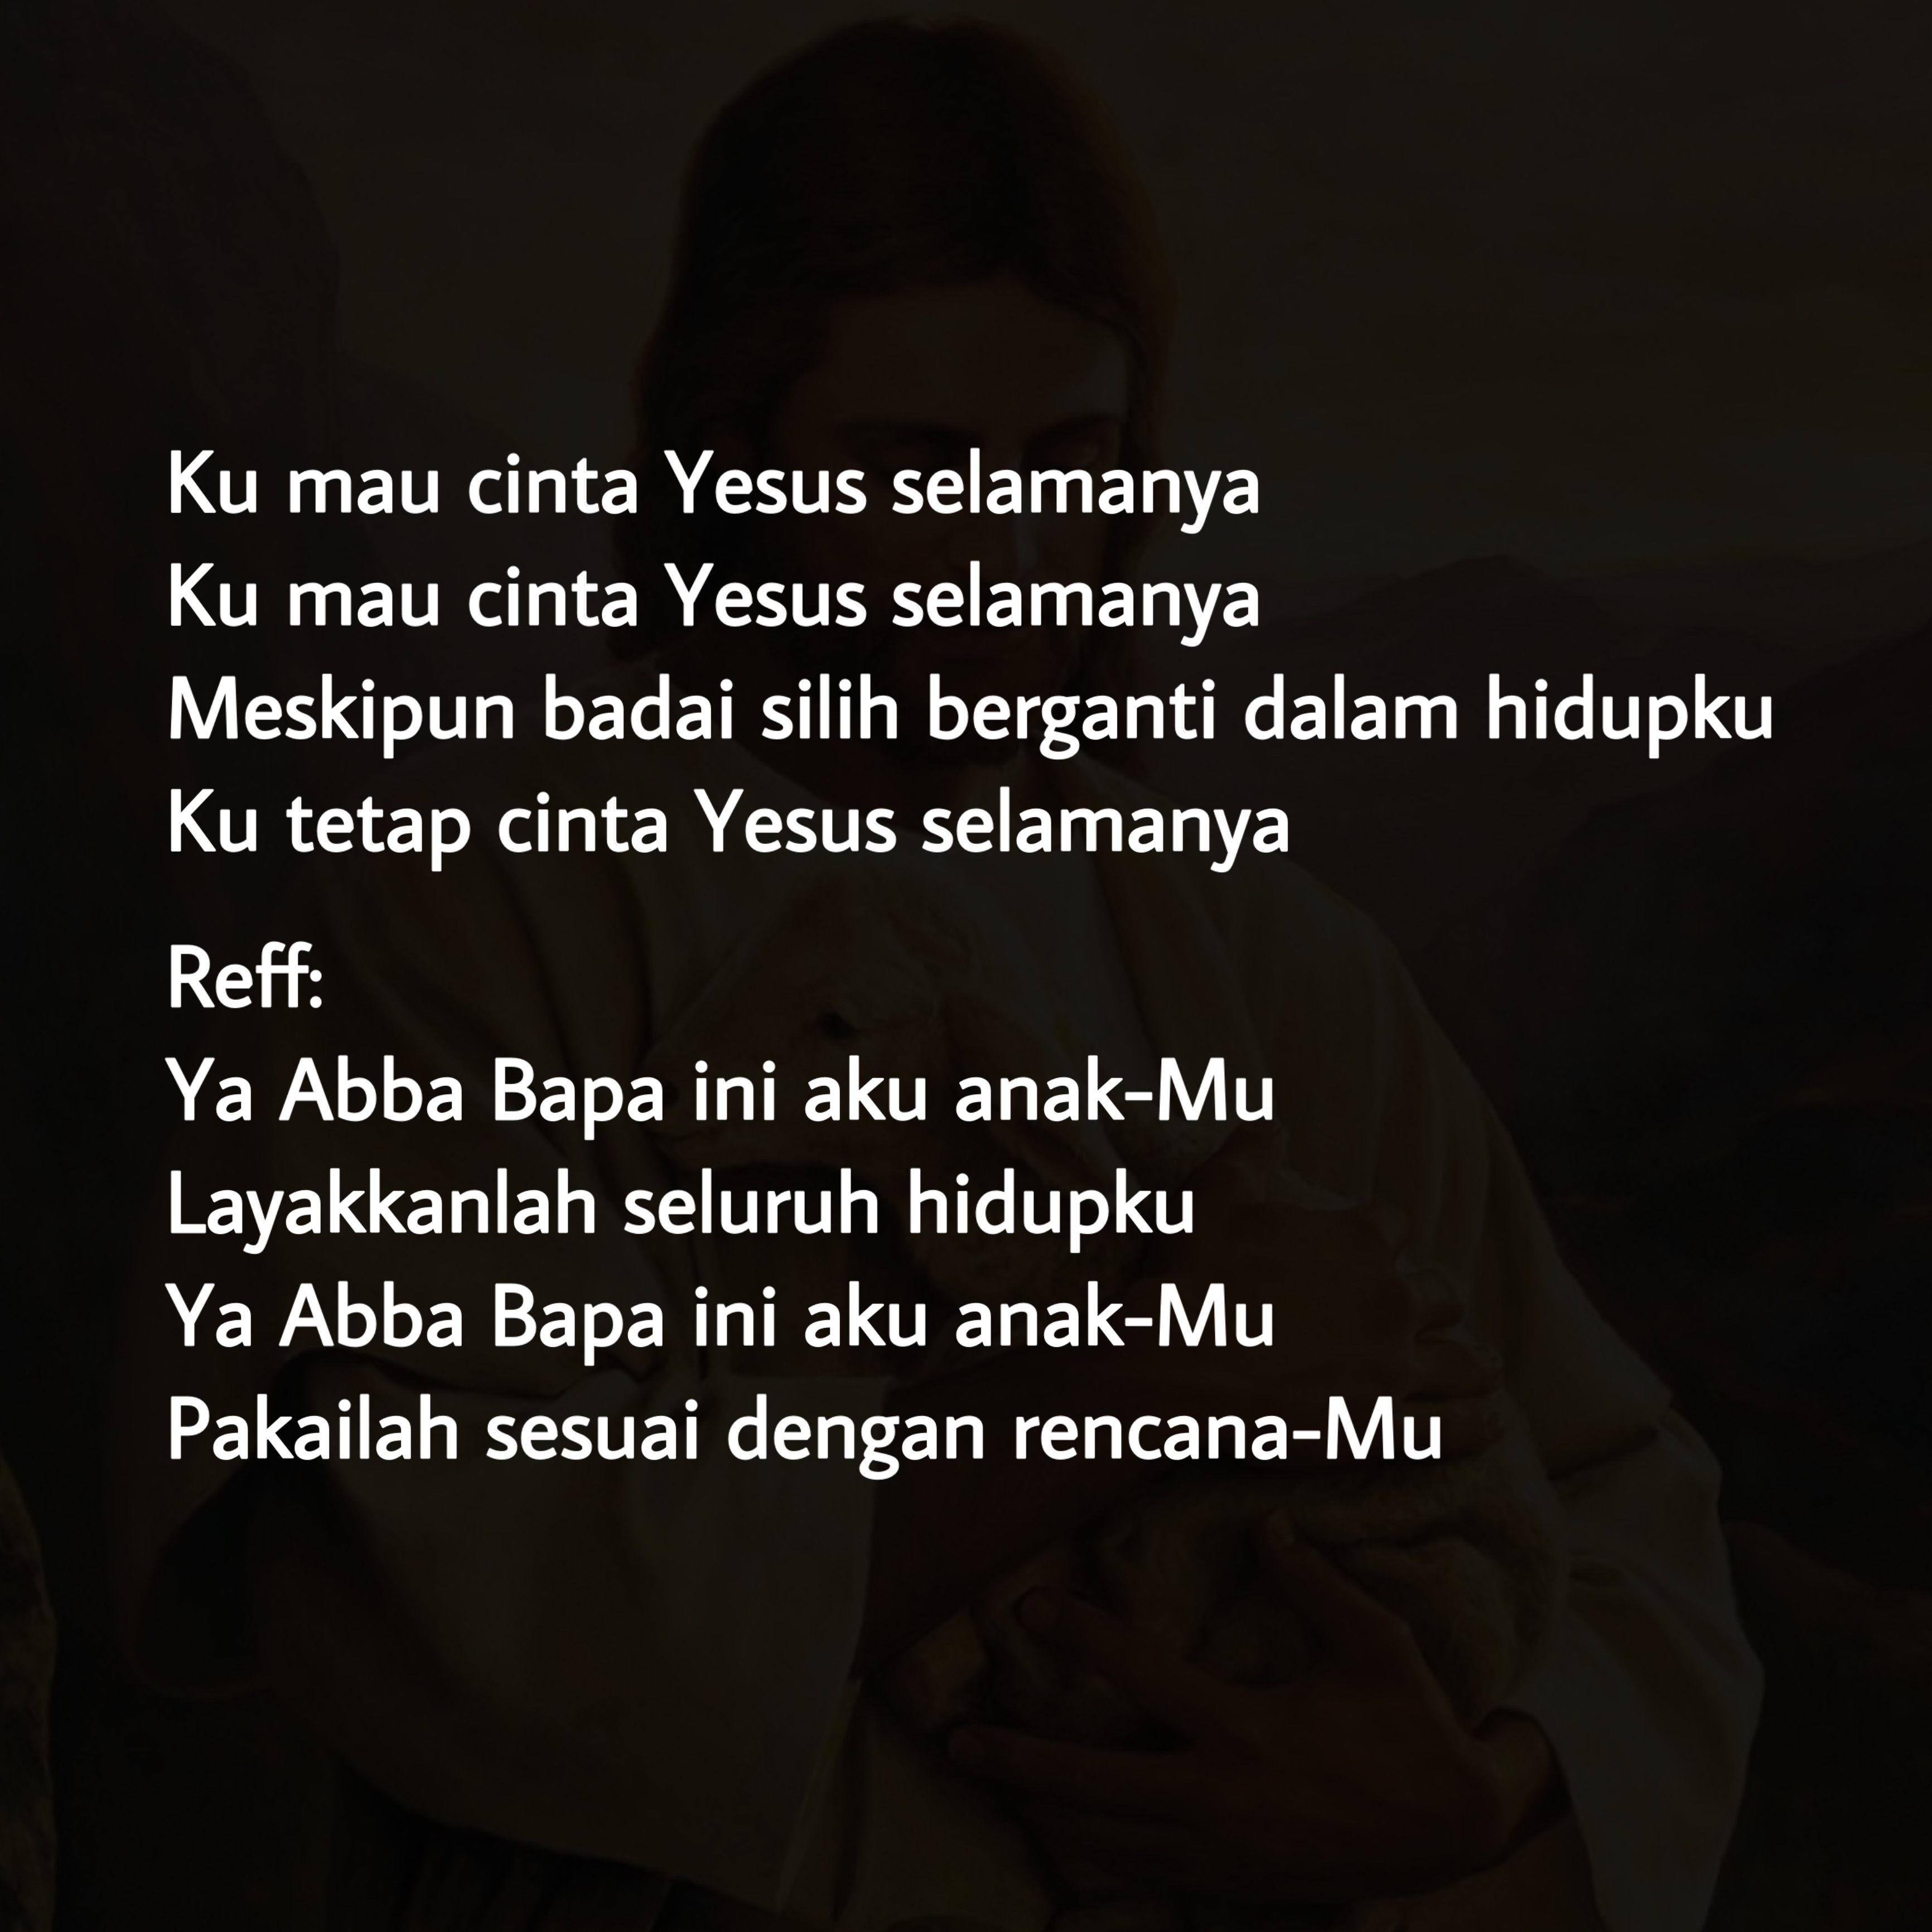 Ku mau cinta Yesus selamanya
Ku mau cinta Yesus selamanya
Meskipun badai silih berganti dalam hidupku
Ku tetap cinta Yesus selamanya
Reff:
Ya Abba Bapa ini aku anak-Mu
Layakkanlah seluruh hidupku
Ya Abba Bapa ini aku anak-Mu
Pakailah sesuai dengan rencana-Mu